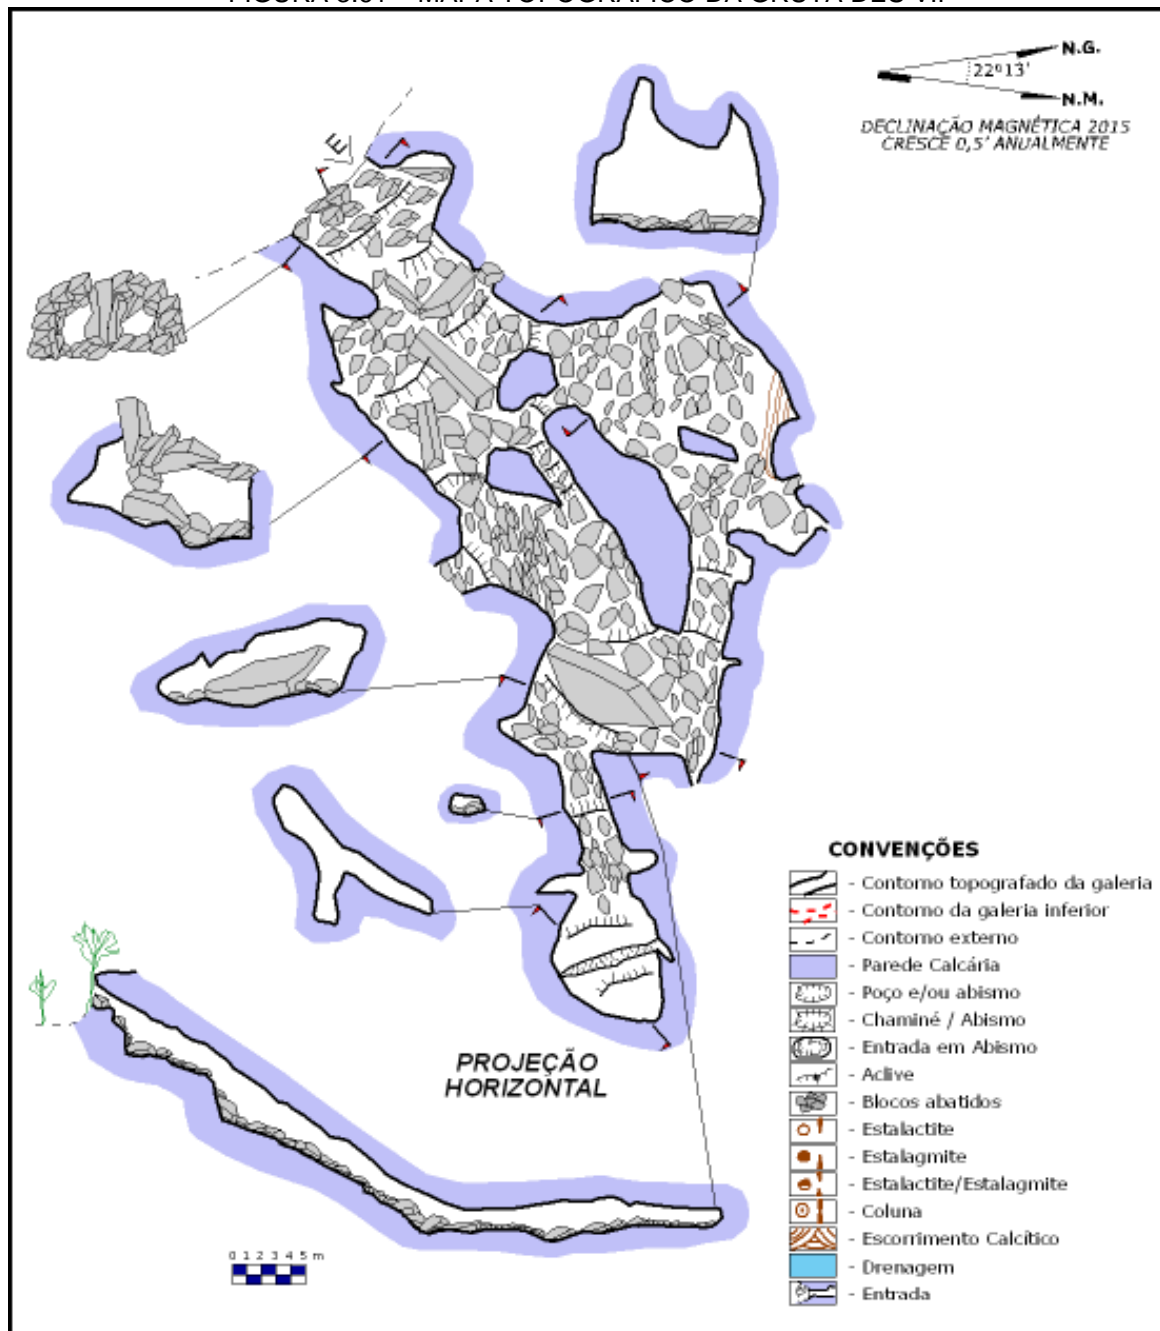 N.G.
22º13'
N.M.
DECLINAÇÃO MAGNÉTICA 2015
CRESCE 0,5' ANUALMENTE
E
CONVENÇÕES
- Contorno topografado da galeria
- Contorno da galeria inferior
- Contorno externo
- Parede Calcária
- Poço e/ou abismo
- Chaminé / Abismo
- Entrada em Abismo
- Aclive
- Blocos abatidos
- Estalactite
- Estalagmite
- Estalactite/Estalagmite
- Coluna
- Escorrimento Calcítico
- Drenagem
- Entrada
PROJEÇÃO
HORIZONTAL
0 1 2 3 4 5 m